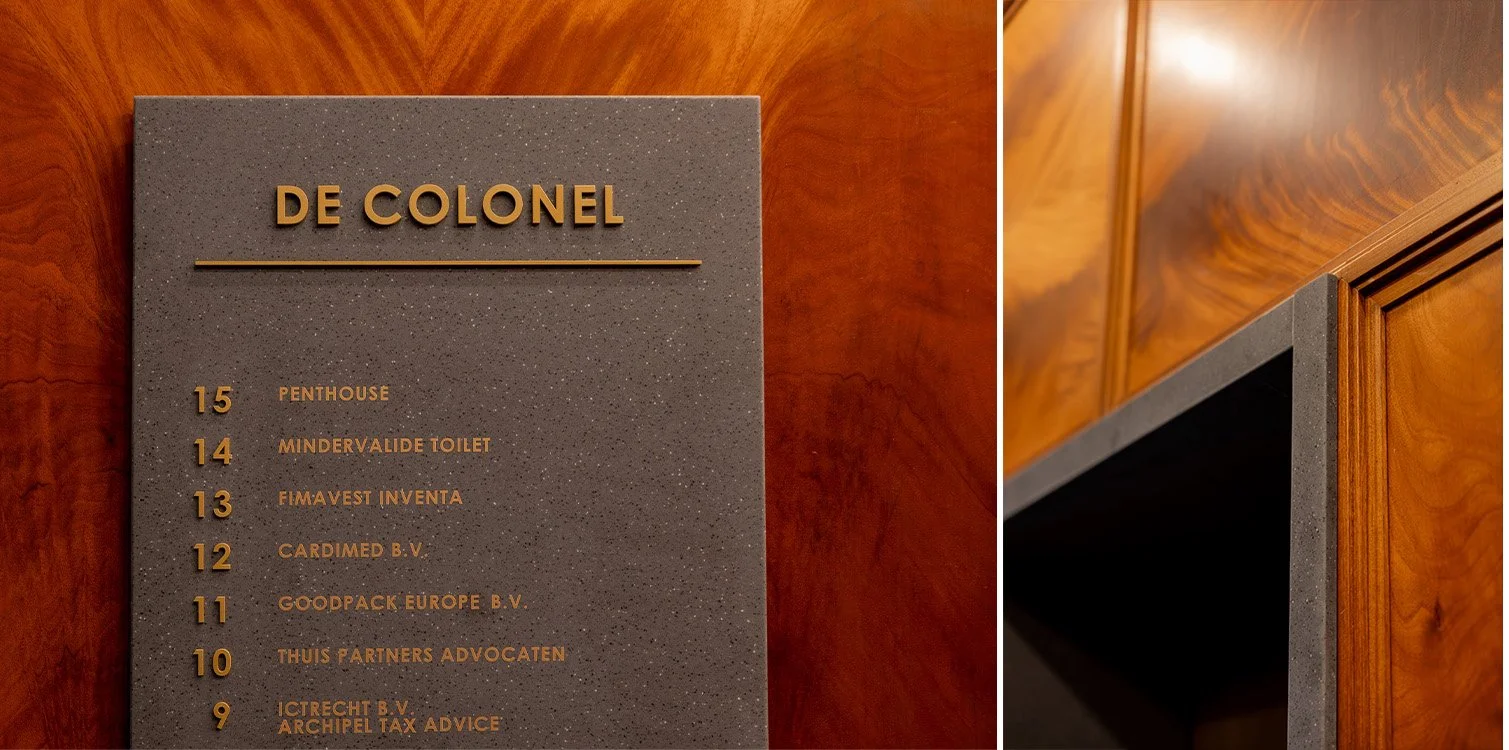 DE COLONEL
15 PENTHOUSE
14 MINDERVALIDE TOILET
13 FIMAVEST INVENTA
12 CARDIMED B.V.
11 GOODPACK EUROPE B.V.
10 THUIS PARTNERS ADVOCATEN
9 ICTRECHT B.V.
ARCHIPEL TAX ADVICE